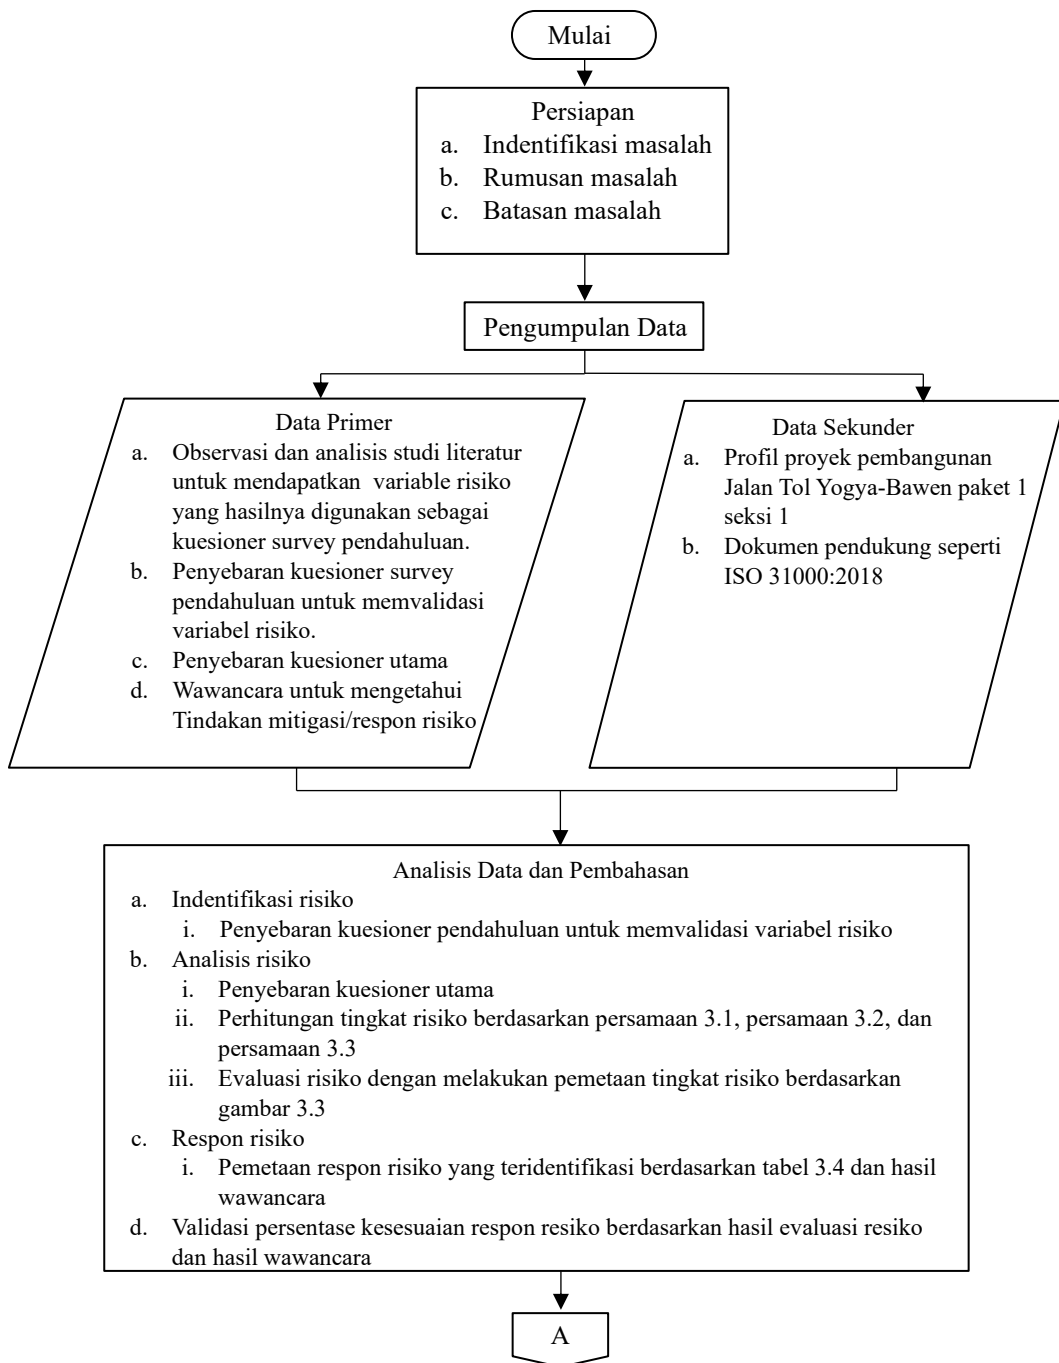 Mulai
Persiapan
a. Indentifikasi masalah
b. Rumusan masalah
c. Batasan masalah
Pengumpulan Data
Data Primer
a. Observasi dan analisis studi literatur
untuk mendapatkan variable risiko
yang hasilnya digunakan sebagai
kuesioner survey pendahuluan.
b. Penyebaran kuesioner survey
pendahuluan untuk memvalidasi
variabel risiko.
c. Penyebaran kuesioner utama
d. Wawancara untuk mengetahui
Tindakan mitigasi/respon risiko
Data Sekunder
a. Profil proyek pembangunan
Jalan Tol Yogya-Bawen paket 1
seksi 1
b. Dokumen pendukung seperti
ISO 31000:2018
Analisis Data dan Pembahasan
a. Indentifikasi risiko
i. Penyebaran kuesioner pendahuluan untuk memvalidasi variabel risiko
b. Analisis risiko
i. Penyebaran kuesioner utama
ii. Perhitungan tingkat risiko berdasarkan persamaan 3.1, persamaan 3.2, dan
persamaan 3.3
iii. Evaluasi risiko dengan melakukan pemetaan tingkat risiko berdasarkan
gambar 3.3
c. Respon risiko
i. Pemetaan respon risiko yang teridentifikasi berdasarkan tabel 3.4 dan hasil
wawancara
d. Validasi persentase kesesuaian respon resiko berdasarkan hasil evaluasi resiko
dan hasil wawancara
A